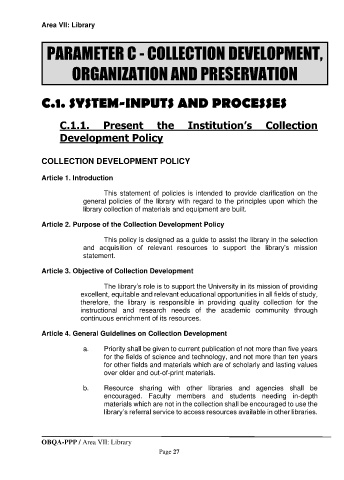 Area VII: Library
PARAMETER C - COLLECTION DEVELOPMENT,
ORGANIZATION AND PRESERVATION
C.1. SYSTEM-INPUTS AND PROCESSES
C.1.1. Present the Institution's Collection
Development Policy
COLLECTION DEVELOPMENT POLICY
Article 1. Introduction
This statement of policies is intended to provide clarification on the
general policies of the library with regard to the principles upon which the
library collection of materials and equipment are built.
Article 2. Purpose of the Collection Development Policy
This policy is designed as a guide to assist the library in the selection
and acquisition of relevant resources to support the library's mission
statement.
Article 3. Objective of Collection Development
The library's role is to support the University in its mission of providing
excellent, equitable and relevant educational opportunities in all fields of study,
therefore, the library is responsible in providing quality collection for the
instructional and research needs of the academic community through
continuous enrichment of its resources.
Article 4. General Guidelines on Collection Development
a. Priority shall be given to current publication of not more than five years
for the fields of science and technology, and not more than ten years
for other fields and materials which are of scholarly and lasting values
over older and out-of-print materials.
b. Resource sharing with other libraries and agencies shall be
encouraged. Faculty members and students needing in-depth
materials which are not in the collection shall be encouraged to use the
library's referral service to access resources available in other libraries.
OBQA-PPP / Area VII: Library
Page 27